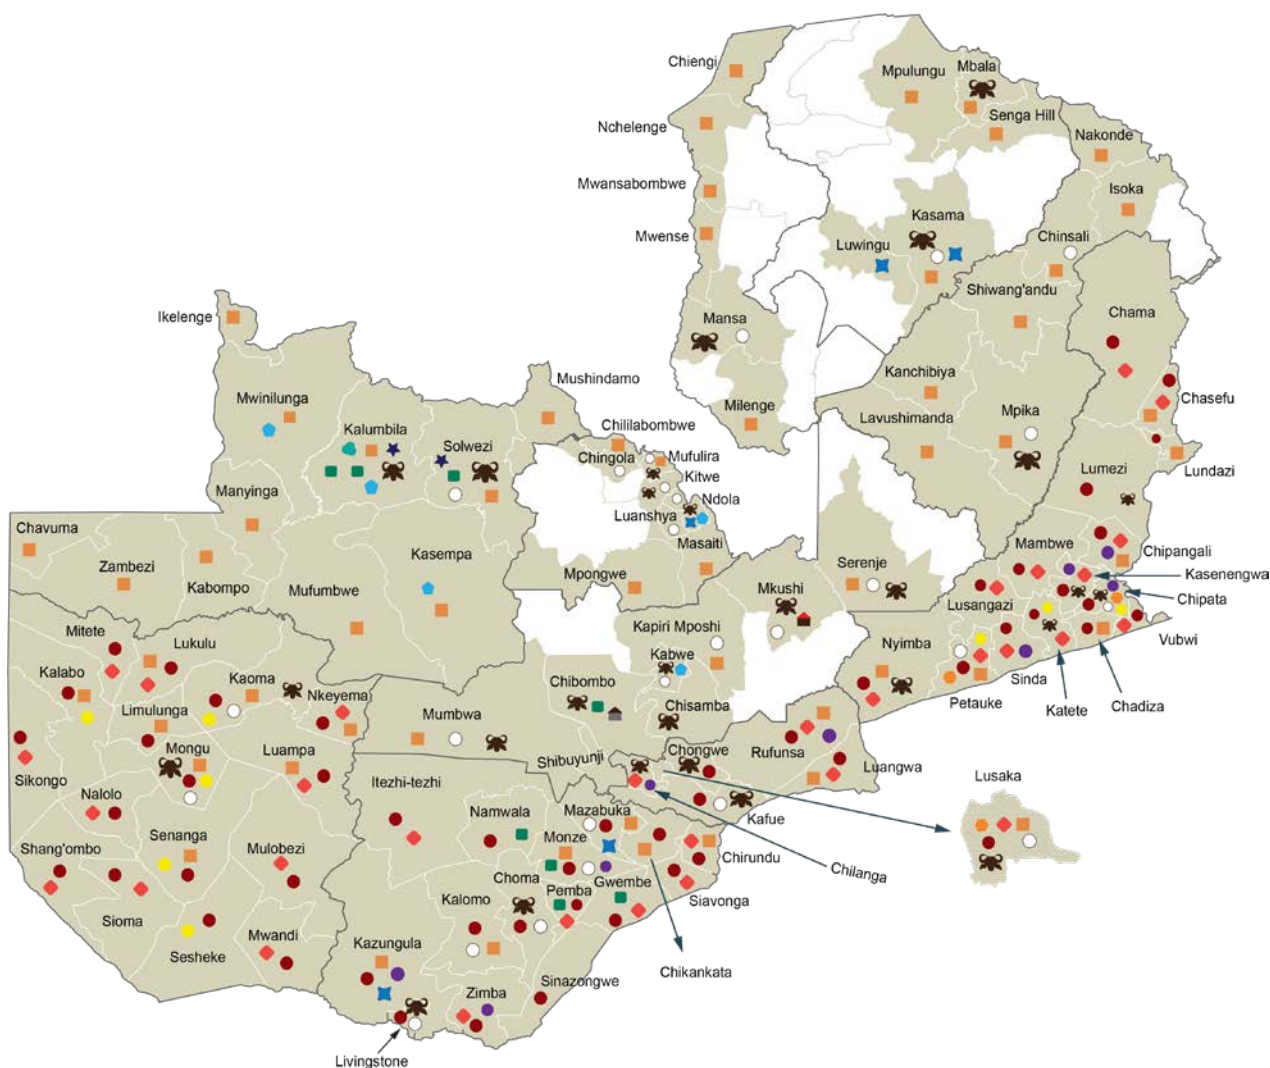 Chiengi
Mpulungu
Mbala
Nchelenge
Senga Hill
Nakonde
Mwansabombwe
Isoka
Kasama
Mwense
Luwingu
Chinsali
Shiwang'andu
Chama
Ikelenge
Mansa
Mushindamo
Kanchibiya
Chasefu
Mwinilunga
Milenge
Lavushimanda
Mpika
Kalumbila
Solwezi
Chililabombwe
Chingola
Mufulira
Lundazi
Kitwe
Lumezi
Manyinga
Ndola
Luanshya
Chavuma
Masaiti
Mambwe
Chipangali
Zambezi
Kabompo
Kasempa
Serenje
Kasenengwa
Mufumbwe
Mpongwe
Mkushi
Chipata
Lusangazi
Mitete
Lukulu
Kapiri Mposhi
Nyimba
Vubwi
Kalabo
Kaoma
Nkeyema
Kabwe
Sinda
Limulunga
Chibombo
Petauke
Katete
Chadiza
Mumbwa
Chisamba
Mongu
Luampa
Shibuyunji
Chongwe
Rufunsa
Sikongo
Itezhi-tezhi
Luangwa
Nalolo
Lusaka
Namwala
Mazabuka
Kafue
Senanga
Monze
Mulobezi
Shang'ombo
Chirundu
Chilanga
Choma
Pemba
Gwembe
Siavonga
Sioma
Kalomo
Mwandi
Kazungula
Sesheke
Chikankata
Sinazongwe
Zimba
Livingstone